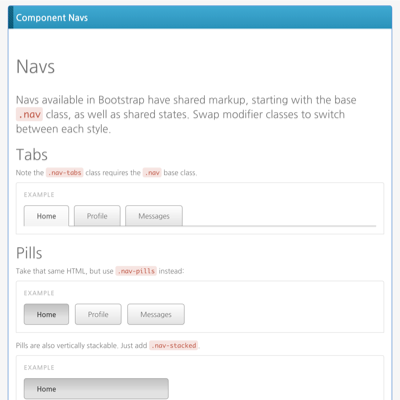 Component Navs
Navs
Navs available in Bootstrap have shared markup, starting with the base
.nav class, as well as shared states. Swap modifier classes to switch
between each style.
Tabs
Note the .nav-tabs class requires the .nav base class.
EXAMPLE
Home Profile Messages
Pills
Take that same HTML, but use .nav-pills instead:
EXAMPLE
Home Profile Messages
Pills are also vertically stackable. Just add .nav-stacked.
EXAMPLE
Home